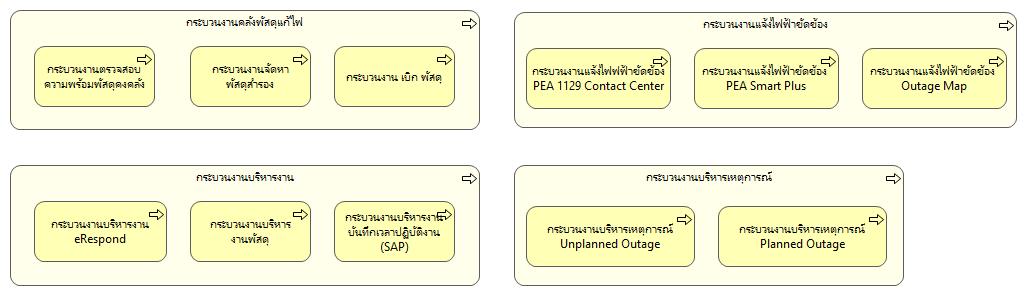 กระบวนงานคลังพัสดุแก้ไฟ
กระบวนงานตรวจสอบ
ความพร้อมพัสดุคงคลัง
กระบวนงานจัดหา
พัสดุสำรอง
กระบวนงาน เบิก พัสดุ
กระบวนงานแจ้งไฟฟ้าขัดข้อง
กระบวนงานแจ้งไฟฟฟ้าขัดข้อง
PEA 1129 Contact Center
กระบวนงานแจ้งไฟฟ้าขัดข้อง
PEA Smart Plus
กระบวนงานแจ้งไฟฟ้าขัดข้อง
Outage Map
กระบวนงานบริหารงาน
กระบวนงานบริหารงาน
eRespond
กระบวนงานบริหาร
งานพัสดุ
กระบวนงานบริหารงาน
บันทึกเวลาปฏิบัติงาน
(SAP)
กระบวนงานบริหารเหตุการณ์
กระบวนงานบริหารเหตุการณ์
Unplanned Outage
กระบวนงานบริหารเหตุการณ์
Planned Outage